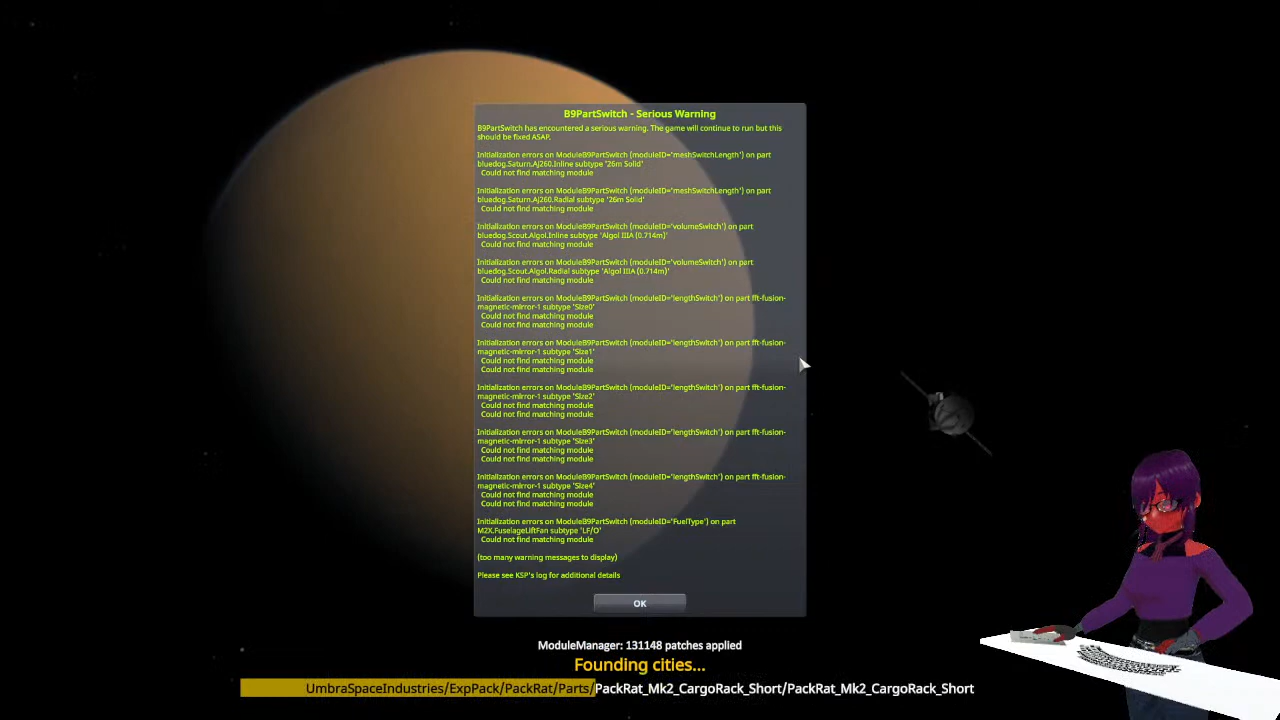 B9PartSwitch - Serious Warning
B9PartSwitch has encountered a serious warning. The game will continue to run but this
should be fixed ASAP.
Initialization errors on ModuleB9PartSwitch (moduleID='meshSwitchLength') on part
bluedog.Saturn.AJ260.Inline subtype '26m Solid'
Could not find matching module
Initialization errors on ModuleB9PartSwitch (moduleID='meshSwitchLength') on part
bluedog.Saturn.AJ260.Radial subtype '26m Solid'
Could not find matching module
Initialization errors on ModuleB9PartSwitch (moduleID='volumeSwitch') on part
bluedog.Scout.Algol.Inline subtype 'Algol IIIA (0.714m)'
Could not find matching module
Initialization errors on ModuleB9PartSwitch (moduleID='volumeSwitch') on part
bluedog.Scout.Algol.Radial subtype 'Algol IIIA (0.714m)'
Could not find matching module
Initialization errors on ModuleB9PartSwitch (moduleID='lengthSwitch') on part fft-fusion-
magnetic-mirror-1 subtype 'Size0'
Could not find matching module
Could not find matching module
Initialization errors on ModuleB9PartSwitch (moduleID='lengthSwitch') on part fft-fusion-
magnetic-mirror-1 subtype 'Size1'
Could not find matching module
Could not find matching module
Initialization errors on ModuleB9PartSwitch (moduleID='lengthSwitch') on part fft-fusion-
magnetic-mirror-1 subtype 'Size2'
Could not find matching module
Could not find matching module
Initialization errors on ModuleB9PartSwitch (moduleID='lengthSwitch') on part fft-fusion-
magnetic-mirror-1 subtype 'Size3'
Could not find matching module
Could not find matching module
Initialization errors on ModuleB9PartSwitch (moduleID='lengthSwitch') on part fft-fusion-
magnetic-mirror-1 subtype 'Size4'
Could not find matching module
Could not find matching module
Initialization errors on ModuleB9PartSwitch (moduleID='FuelType') on part
M2X.FuselageLiftFan subtype 'LF/O'
Could not find matching module
(too many warning messages to display)
Please see KSP's log for additional details
OK
ModuleManager: 131148 patches applied
Founding cities...
UmbraSpaceIndustries/ExpPack/PackRat/Parts/PackRat_Mk2_CargoRack_Short/PackRat_Mk2_CargoRack_Short